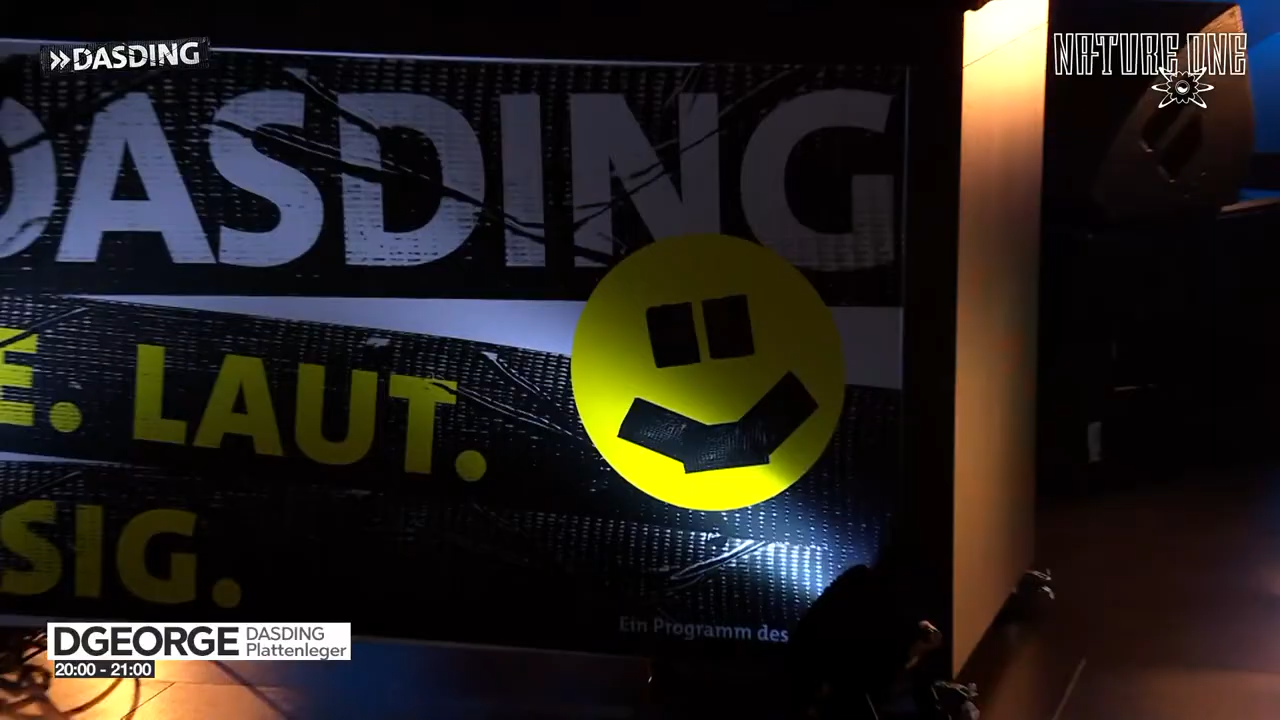 »DASDING
NATURE ONE
DASDING
E. LAUT.
SIG.
Ein Programm des
DGEORGE DASDING
Plattenleger
20:00 - 21:00